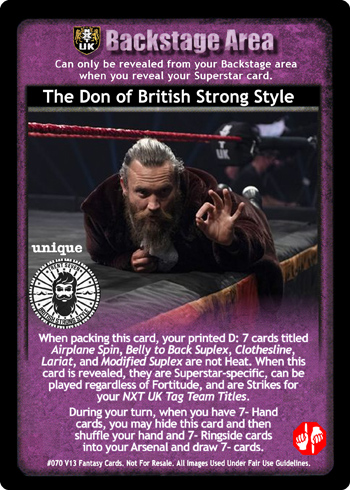 UK
Backstage Area
Can only be revealed from your Backstage area
when you reveal your Superstar card.
The Don of British Strong Style
UK
unique
When packing this card, your printed D: 7 cards titled
Airplane Spin, Belly to Back Suplex, Clothesline,
Lariat, and Modified Suplex are not Heat. When this
card is revealed, they are Superstar-specific, can be
played regardless of Fortitude, and are Strikes for
your NXT UK Tag Team Titles.
During your turn, when you have 7- Hand
cards, you may hide this card and then
shuffle your hand and 7- Ringside cards
into your Arsenal and draw 7- cards.
#070 V13 Fantasy Cards. Not For Resale. All Images Used Under Fair Use Guidelines.